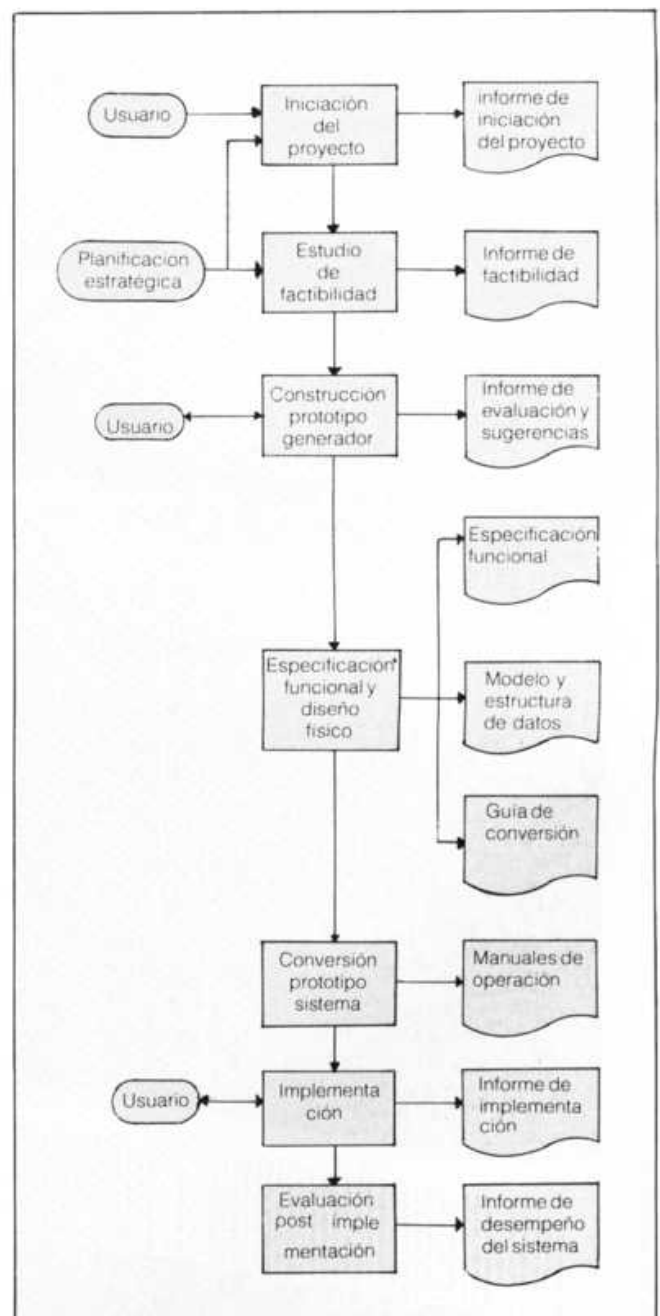 Usuario
Iniciación
del
proyecto
informe de
iniciación
del proyecto
Planificación
estratégica
Estudio
de
factibilidad
Informe de
factibilidad
Usuario
Construcción
prototipo
generador
Informe de
evaluación y
sugerencias
Especificación
funcional y
diseño
físico
Especificación
funcional
Modelo y
estructura
de datos
Guía de
conversión
Conversión
prototipo
sistema
Manuales de
operación
Usuario
Implementa
ción
Informe de
implementa
ción
Evaluación
post imple
mentación
Informe de
desempeño
del sistema